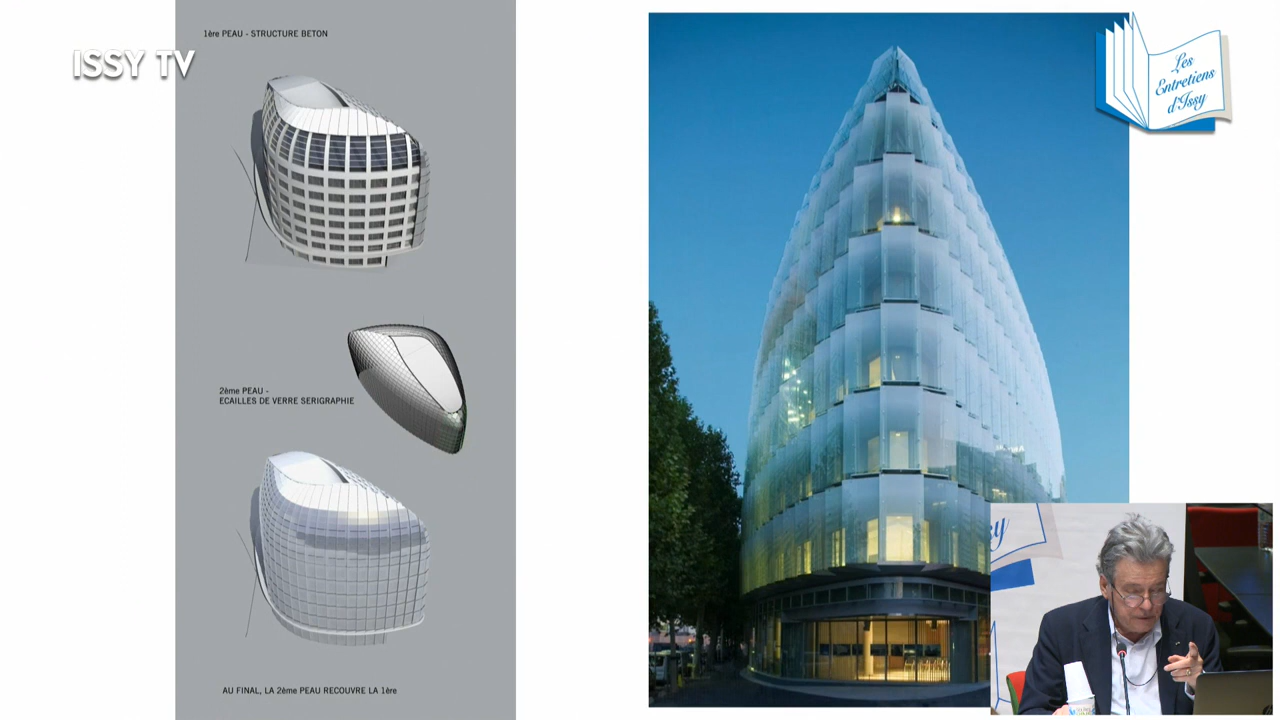 1ère PEAU - STRUCTURE BETON
ISSY TV
Les
Entretiens
d'Issy
2ème PEAU -
ECAILLES DE VERRE SERIGRAPHIE
AU FINAL, LA 2ème PEAU RECOUVRE LA 1ère